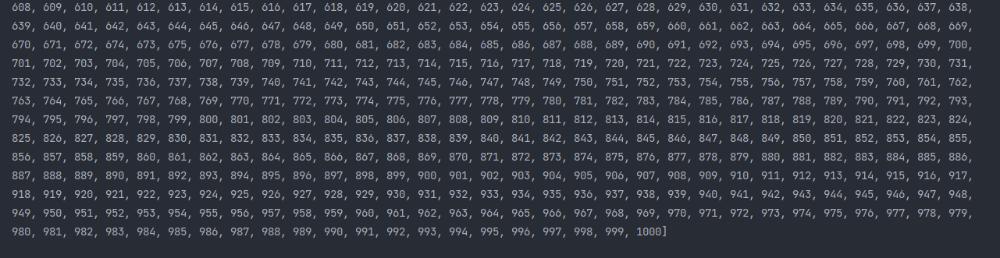 608, 609, 610, 611, 612, 613, 614, 615, 616, 617, 618, 619, 620, 621, 622, 623, 624, 625, 626, 627, 628, 629, 630, 631, 632, 633, 634, 635, 636, 637, 638,
639, 640, 641, 642, 643, 644, 645, 646, 647, 648, 649, 650, 651, 652, 653, 654, 655, 656, 657, 658, 659, 660, 661, 662, 663, 664, 665, 666, 667, 668, 669,
670, 671, 672, 674, 673, 675, 676, 677, 678, 679, 680, 681, 682, 683, 684, 685, 686, 687, 688, 689, 690, 691, 692, 693, 694, 695, 696, 697, 698, 699, 700,
701, 702, 703, 704, 705, 706, 707, 708, 709, 710, 711, 712, 713, 714, 715, 716, 717, 718, 719, 720, 721, 722, 723, 724, 725, 726, 727, 728, 729, 730, 731,
732, 733, 734, 735, 736, 737, 738, 739, 740, 741, 742, 743, 744, 745, 746, 747, 748, 749, 750, 751, 752, 753, 754, 755, 756, 757, 758, 759, 760, 761, 762,
763, 764, 765, 766, 767, 768, 769, 770, 771, 772, 773, 774, 775, 776, 777, 778, 779, 780, 781, 782, 783, 784, 785, 786, 787, 788, 789, 790, 791, 792, 793,
794, 795, 796, 797, 798, 799, 800, 801, 802, 803, 804, 805, 806, 807, 808, 809, 810, 811, 812, 813, 814, 815, 816, 817, 818, 819, 820, 821, 822, 823, 824,
825, 826, 827, 828, 829, 830, 831, 832, 833, 834, 835, 836, 837, 838, 839, 840, 841, 842, 843, 844, 845, 846, 847, 848, 849, 850, 851, 852, 853, 854, 855,
856, 857, 858, 859, 860, 861, 862, 863, 864, 865, 866, 867, 868, 869, 870, 871, 872, 873, 874, 875, 876, 877, 878, 879, 880, 881, 882, 883, 884, 885, 886,
887, 888, 889, 890, 891, 892, 893, 894, 895, 896, 897, 898, 899, 900, 901, 902, 903, 904, 905, 906, 907, 908, 909, 910, 911, 912, 913, 914, 915, 916, 917,
918, 919, 920, 921, 922, 923, 924, 925, 926, 927, 928, 929, 930, 931, 932, 933, 934, 935, 936, 937, 938, 939, 940, 941, 942, 943, 944, 945, 946, 947, 948,
949, 950, 951, 952, 953, 954, 955, 956, 957, 958, 959, 960, 961, 962, 963, 964, 965, 966, 967, 968, 969, 970, 971, 972, 973, 974, 975, 976, 977, 978, 979,
980, 981, 982, 983, 984, 985, 986, 987, 988, 989, 990, 991, 992, 993, 994, 995, 996, 997, 998, 999, 1000]